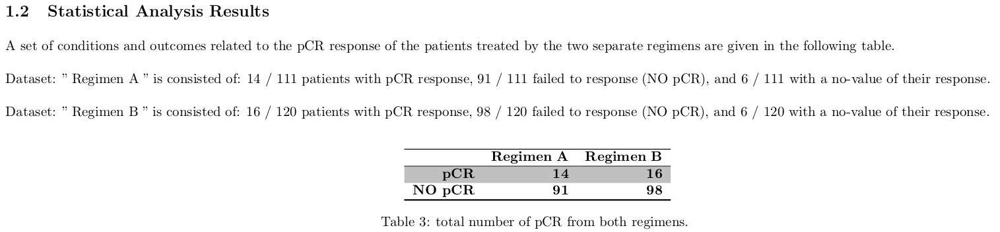 1.2 Statistical Analysis Results
A set of conditions and outcomes related to the pCR response of the patients treated by the two separate regimens are given in the following table.
Dataset: ” Regimen A ” is consisted of: 14 / 111 patients with pCR response, 91 / 111 failed to response (NO pCR), and 6 / 111 with a no-value of their response.
Dataset: ” Regimen B ” is consisted of: 16 / 120 patients with pCR response, 98 / 120 failed to response (NO pCR), and 6 / 120 with a no-value of their response.
Regimen A Regimen B
pCR 14 16
NO pCR 91 98
Table 3: total number of pCR from both regimens.